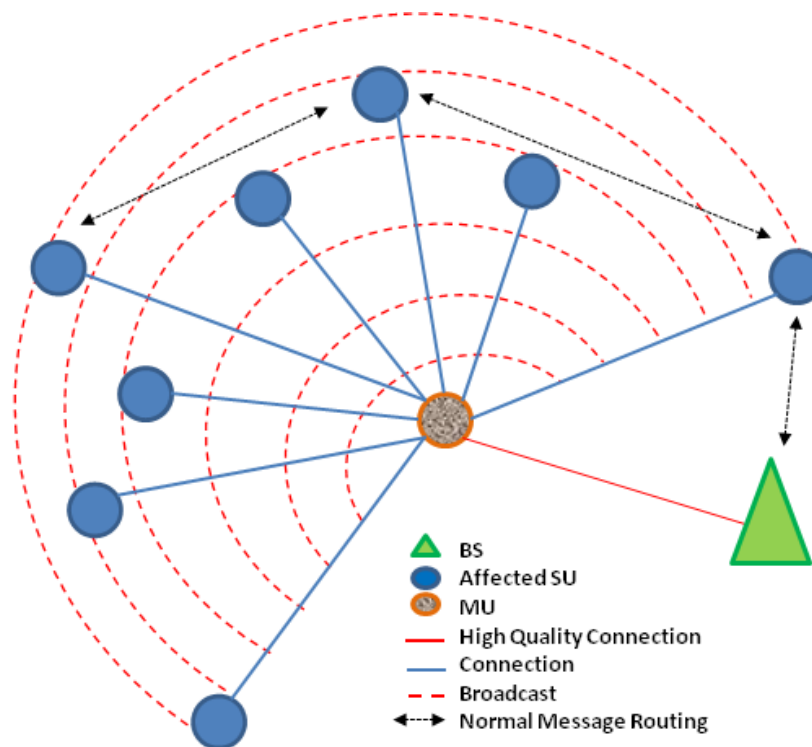 BS
Affected SU
MU
High Quality Connection
Connection
Broadcast
Normal Message Routing